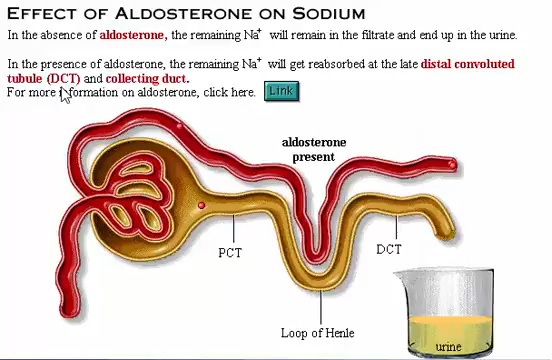 EFFECT OF ALDOSTERONE ON SODIUM
In the absence of aldosterone, the remaining Na+ will remain in the filtrate and end up in the urine.
In the presence of aldosterone, the remaining Na+ will get reabsorbed at the late distal convoluted
tubule (DCT) and collecting duct.
For more information on aldosterone, click here. Link
aldosterone
present
PCT
DCT
Loop of Henle
urine